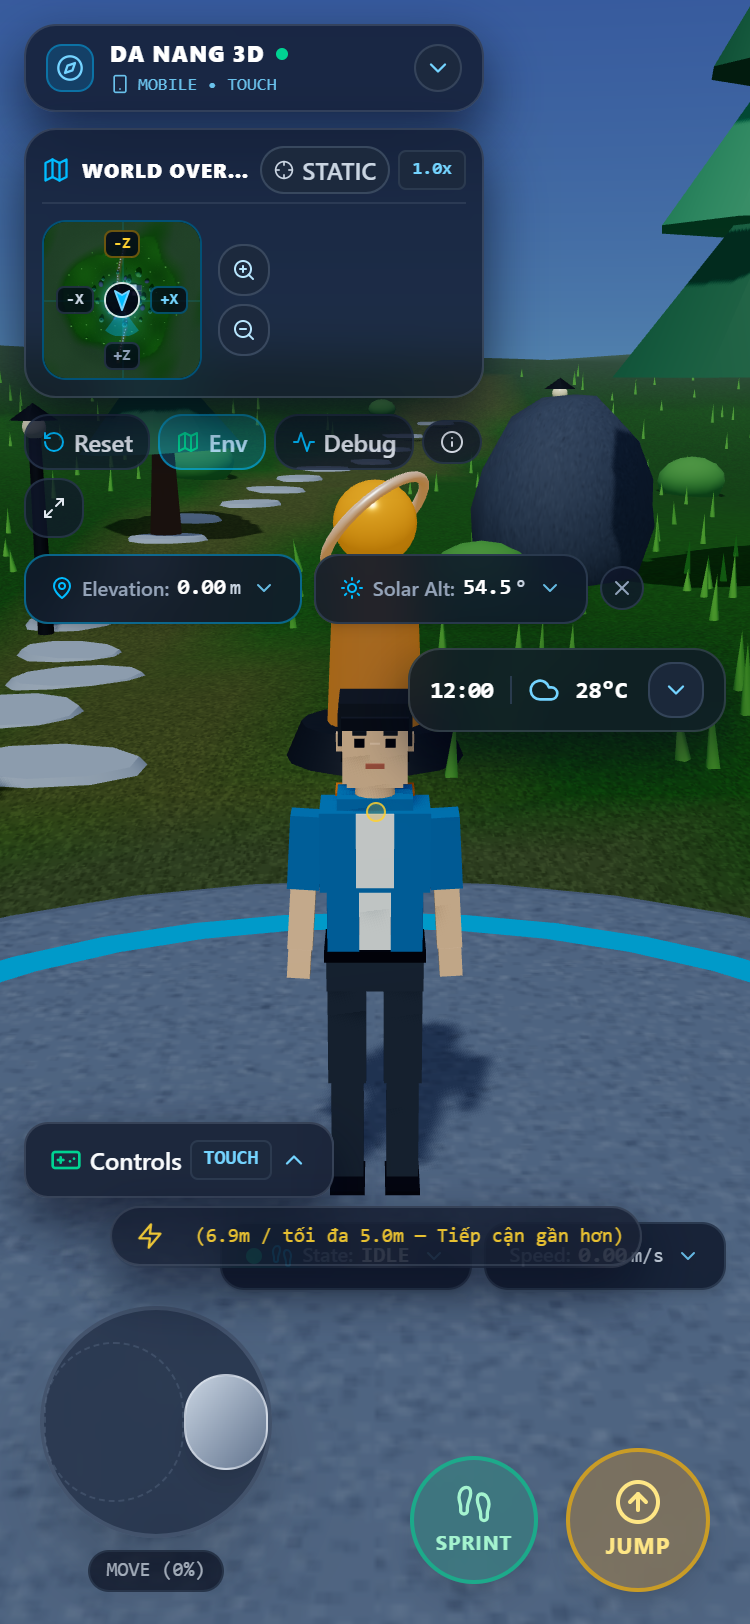 DA NANG 3D
MOBILE • TOUCH
WORLD OVER...
STATIC
1.0x
-Z
-X
+X
+Z
Reset
Env
Debug
Elevation: 0.00 m
Solar Alt: 54.5 °
12:00
28°C
Controls
TOUCH
(6.9m / tối đa 5.0m — Tiếp cận gần hơn)
State: IDLE
Speed: 0.00 m/s
MOVE (0%)
SPRINT
JUMP